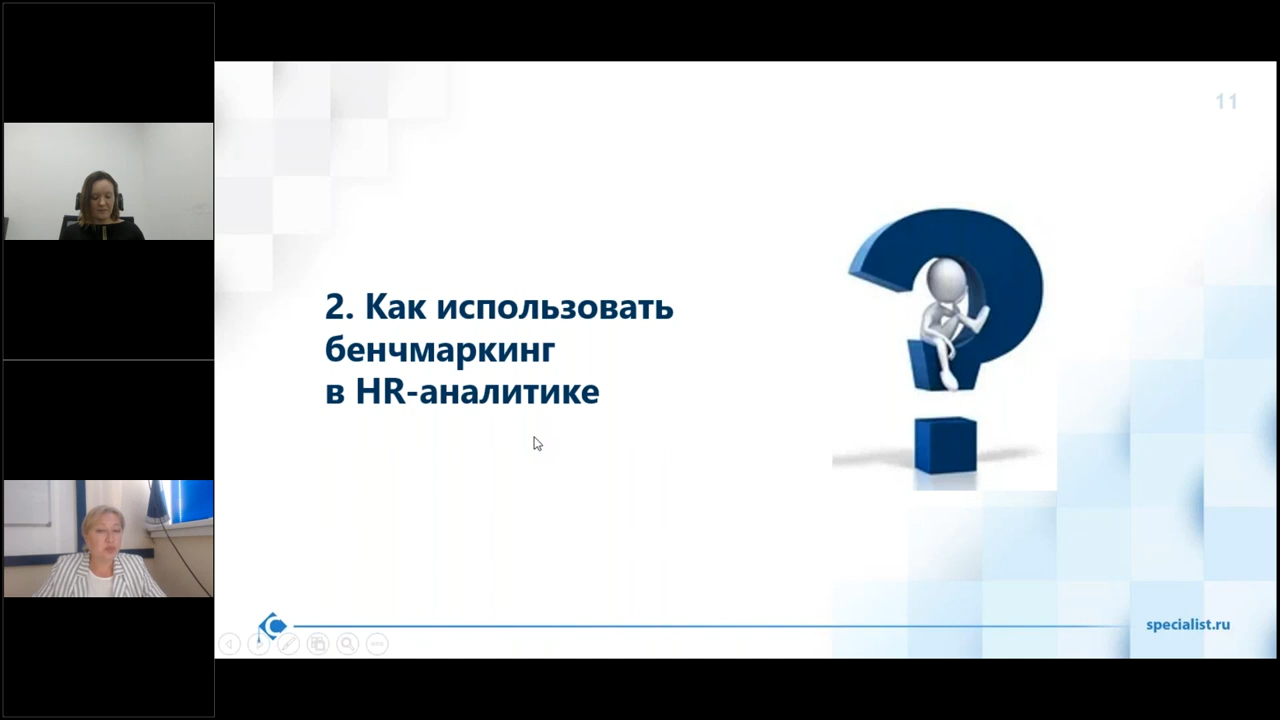 11
2. Как использовать
бенчмаркинг
в HR-аналитике
specialist.ru